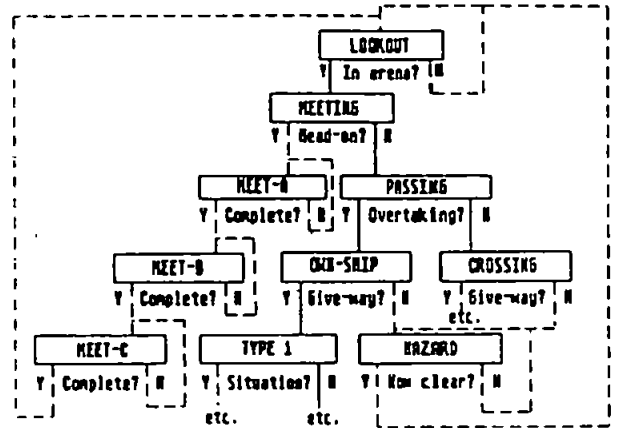 LOOKOUT
Y In arena? N
MEETING
Y Head-on? N
MEET-A PASSING
Y Complete? N Y Overtaking? N
MEET-B OWN-SHIP CROSSING
Y Complete? N Y Give-way? N Y Give-way? N
etc.
MEET-C TYPE 1 HAZARD
Y Complete? N Y Situation? N Y Now clear? N
etc. etc.